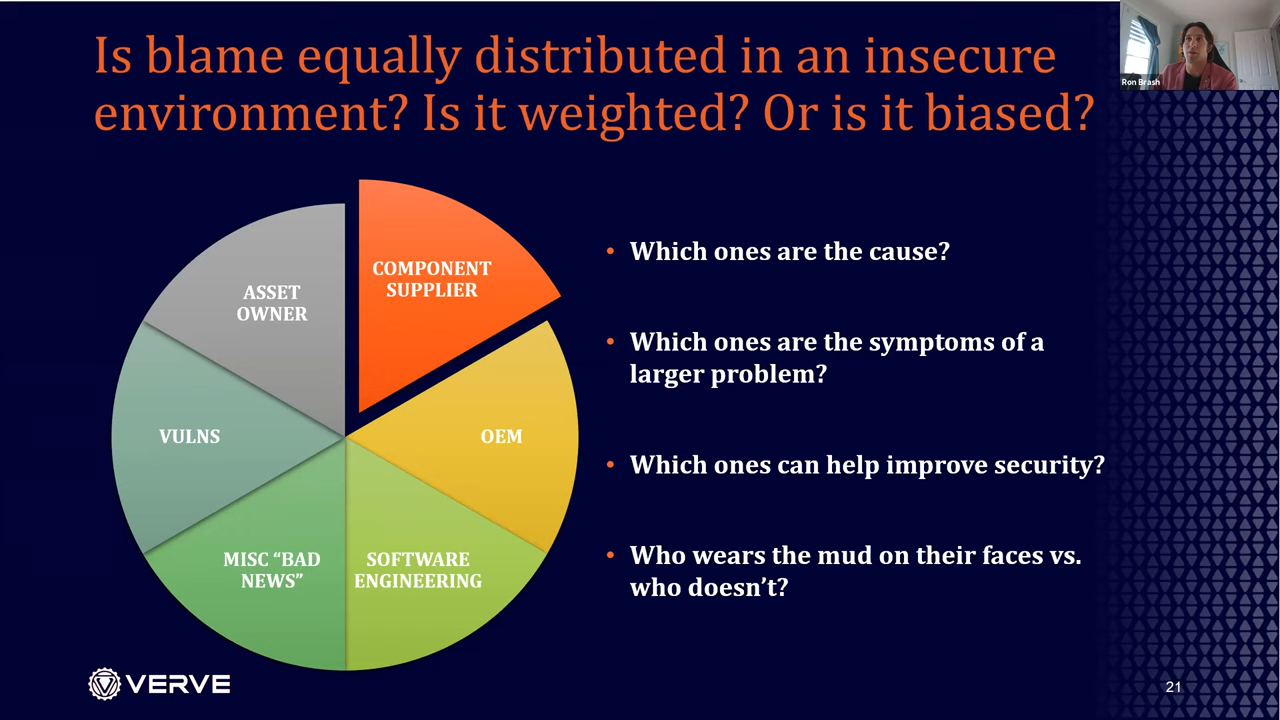 Is blame equally distributed in an insecure
environment? Is it weighted? Or is it biased?
Ron Brash
COMPONENT
SUPPLIER
ASSET
OWNER
VULNS
OEM
MISC “BAD
NEWS”
SOFTWARE
ENGINEERING
• Which ones are the cause?
• Which ones are the symptoms of a
larger problem?
• Which ones can help improve security?
• Who wears the mud on their faces vs.
who doesn’t?
VERVE
21